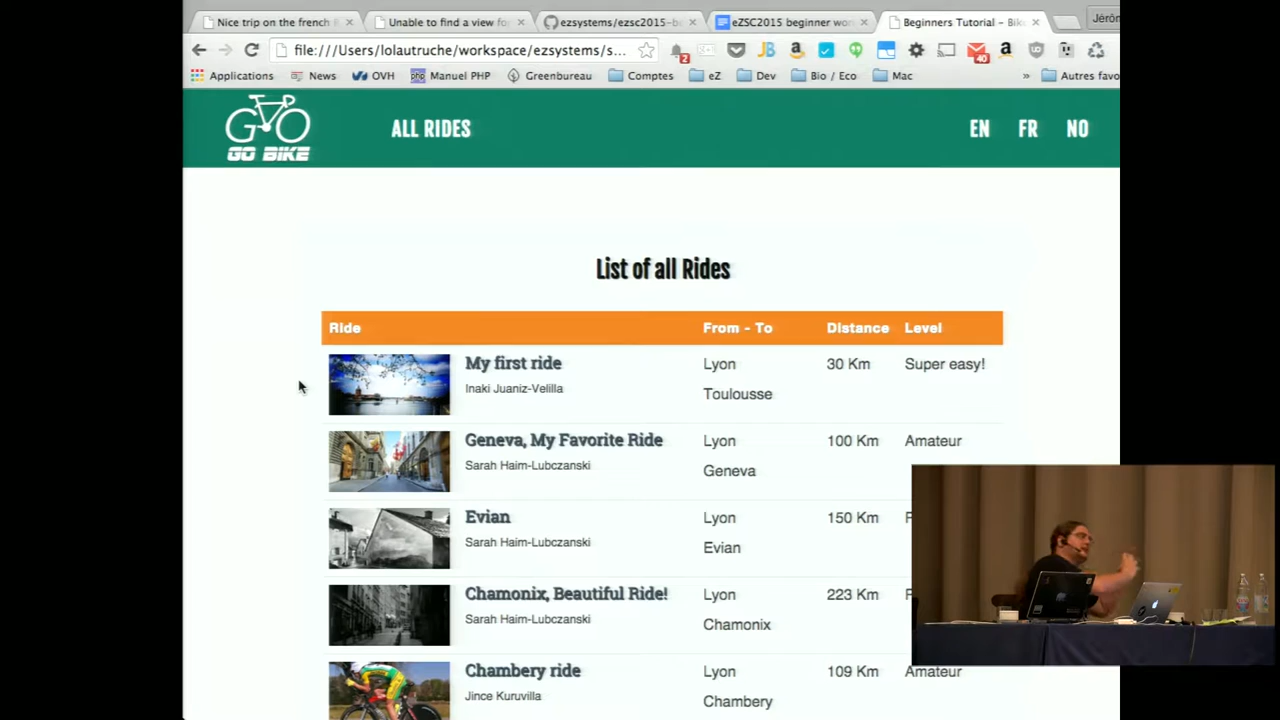 Nice trip on the french
Unable to find a view fo
ezsystems/ezsc2015-b
eZSC2015 beginner wo
Beginners Tutorial - Bik
Jérôm
file:///Users/lolautruche/workspace/ezsystems/s...
2
40
Applications
News
OVH
php Manuel PHP
Greenbureau
Comptes
eZ
Dev
Bio / Eco
Mac
»
Autres favo
GO
GO BIKE
ALL RIDES
EN FR NO
List of all Rides
Ride From - To Distance Level
My first ride Lyon 30 Km Super easy!
Inaki Juaniz-Velilla Toulousse
Geneva, My Favorite Ride Lyon 100 Km Amateur
Sarah Haim-Lubczanski Geneva
Evian Lyon 150 Km
Sarah Haim-Lubczanski Evian
Chamonix, Beautiful Ride! Lyon 223 Km
Sarah Haim-Lubczanski Chamonix
Chambery ride Lyon 109 Km Amateur
Jince Kuruvilla Chambery